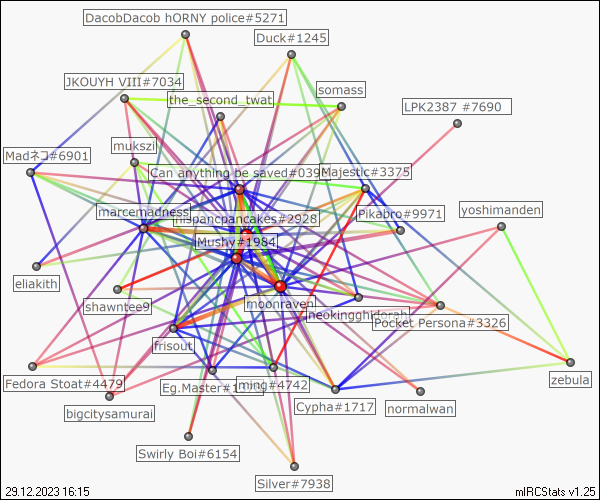 DacobDacob hORNY police#5271
Duck#1245
JKOUYH VIII#7034
somass
the_second_twat
LPK2387 #7690
mukszi
Madネコ#6901
Can anything be saved#039
Majestic#3375
marcemadness
mspancpancakes#2928
Pikabro#9971
yoshimanden
Mushy#1984
eliakith
shawntee9
moonraven
neokingghidorah
Pocket Persona#3326
frisout
Fedora Stoat#4479
Eg.Master#1
ming#4742
zebula
bigcitysamurai
Cypha#1717
normalwan
Swirly Boi#6154
Silver#7938
29.12.2023 16:15
mIRCStats v1.25